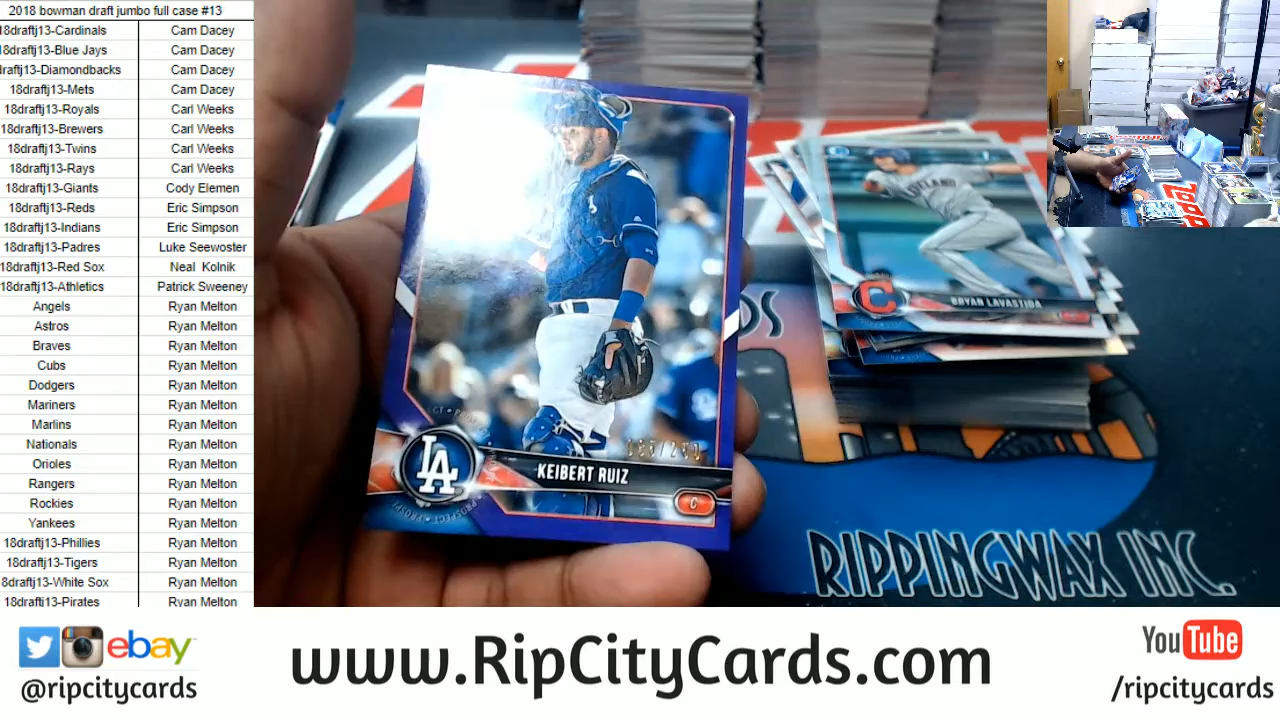 2018 bowman draft jumbo full case #13
18draftj13-Cardinals Cam Dacey
18draftj13-Blue Jays Cam Dacey
draftj13-Diamondbacks Cam Dacey
18draftj13-Mets Cam Dacey
18draftj13-Royals Carl Weeks
18draftj13-Brewers Carl Weeks
18draftj13-Twins Carl Weeks
18draftj13-Rays Carl Weeks
18draftj13-Giants Cody Elemen
18draftj13-Reds Eric Simpson
18draftj13-Indians Eric Simpson
18draftj13-Padres Luke Seewoster
18draftj13-Red Sox Neal Kolnik
18draftj13-Athletics Patrick Sweeney
Angels Ryan Melton
Astros Ryan Melton
Braves Ryan Melton
Cubs Ryan Melton
Dodgers Ryan Melton
Mariners Ryan Melton
Marlins Ryan Melton
Nationals Ryan Melton
Orioles Ryan Melton
Rangers Ryan Melton
Rockies Ryan Melton
Yankees Ryan Melton
18draftj13-Phillies Ryan Melton
18draftj13-Tigers Ryan Melton
8draftj13-White Sox Ryan Melton
18draftj13-Pirates Ryan Melton
LA
KEIBERT RUIZ
C
C
BRYAN LAVASTIDA
RIPPINGWAX INC.
ebay
@ripcitycards
www.RipCityCards.com
YouTube
/ripcitycards